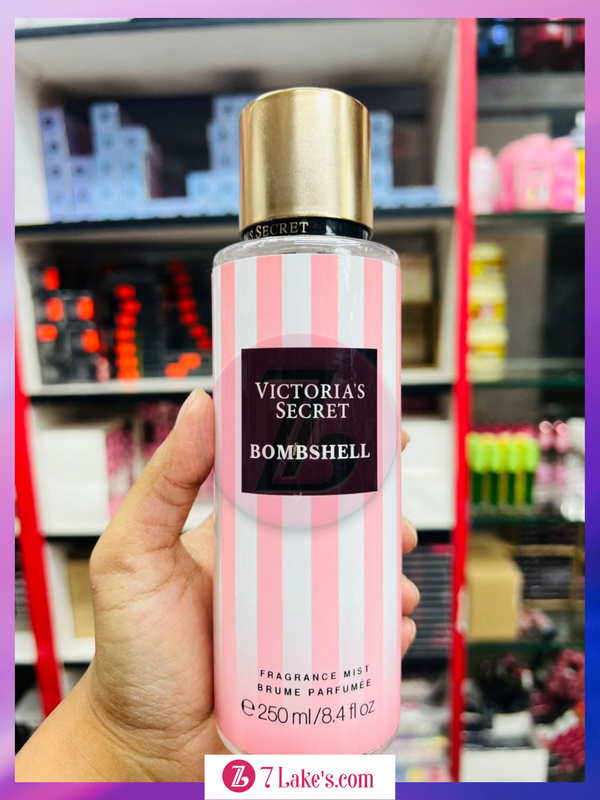 'S SECRET
VICTORIA'S
SECRET
BOMBSHELL
FRAGRANCE MIST
BRUME PARFUMÉE
℮ 250 ml/8.4 fl oz
7 Lake's.com